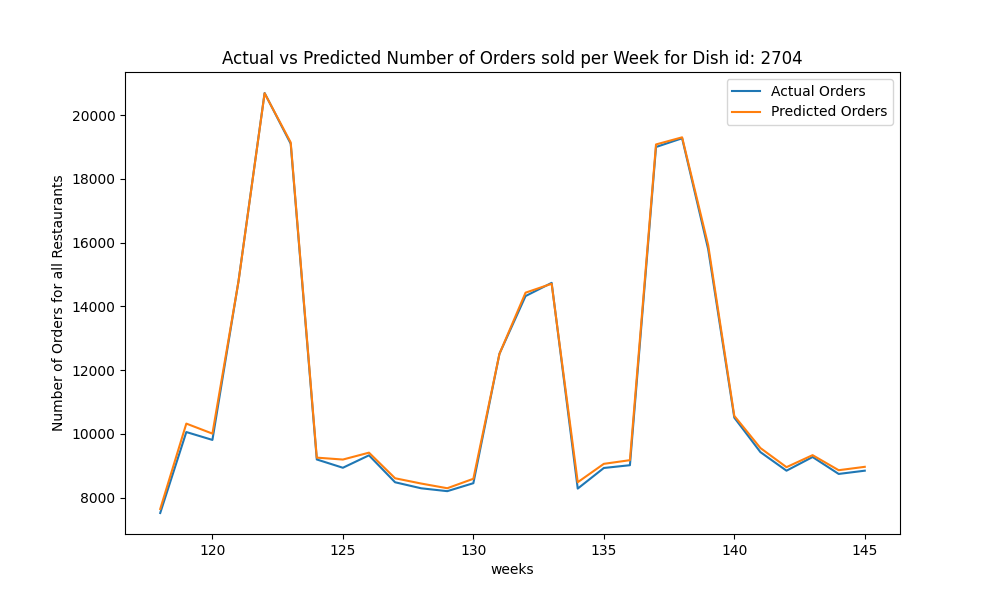 Actual vs Predicted Number of Orders sold per Week for Dish id: 2704
Actual Orders
Predicted Orders
Number of Orders for all Restaurants
20000
18000
16000
14000
12000
10000
8000
120 125 130 135 140 145
weeks